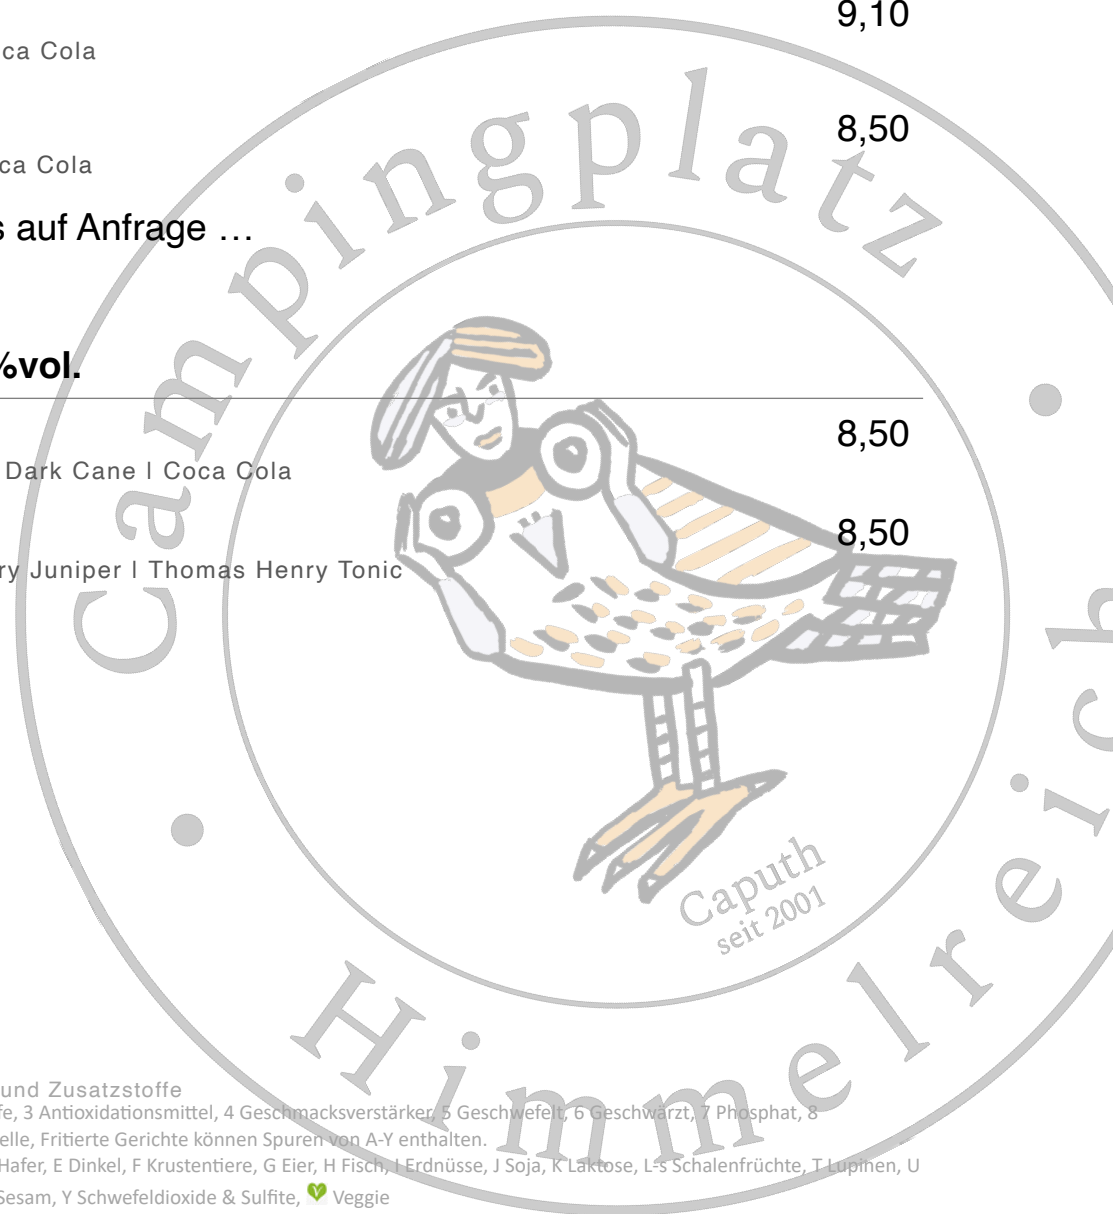 9,10
ca Cola
8,50
ca Cola
s auf Anfrage …
%vol.
8,50
Dark Cane I Coca Cola
8,50
ry Juniper I Thomas Henry Tonic
Campingplatz
Himmelreich
Caputh
seit 2001
und Zusatzstoffe
fe, 3 Antioxidationsmittel, 4 Geschmacksverstärker, 5 Geschwefelt, 6 Geschwärzt, 7 Phosphat, 8
elle, Fritierte Gerichte können Spuren von A-Y enthalten.
Hafer, E Dinkel, F Krustentiere, G Eier, H Fisch, I Erdnüsse, J Soja, K Laktose, L-s Schalenfrüchte, T Lupinen, U
Sesam, Y Schwefeldioxide & Sulfite, Veggie